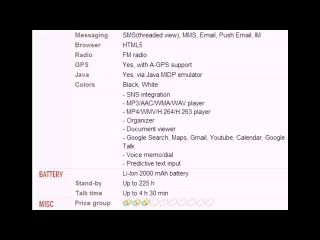 Messaging SMS(threaded view), MMS, Email, Push Email, IM
Browser HTML5
Radio FM radio
GPS Yes, with A-GPS support
Java Yes, via Java MIDP emulator
Colors Black, White
- SNS integration
- MP3/AAC/WMA/WAV player
- MP4/WMV/H.264/H.263 player
- Organizer
- Document viewer
- Google Search, Maps, Gmail, Youtube, Calendar, Google
Talk
- Voice memo/dial
- Predictive text input
BATTERY Li-Ion 2000 mAh battery
Stand-by Up to 225 h
Talk time Up to 4 h 30 min
MISC Price group